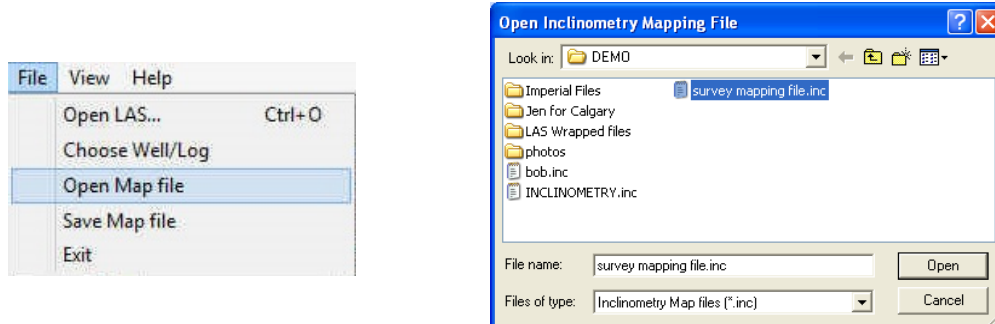 File View Help
Open LAS... Ctrl+O
Choose Well/Log
Open Map file
Save Map file
Exit
Open Inclinometry Mapping File
Look in: DEMO
Imperial Files
Jen for Calgary
LAS Wrapped files
photos
bob.inc
INCLINOMETRY.inc
survey mapping file.inc
File name: survey mapping file.inc Open
Files of type: Inclinometry Map files (*.inc) Cancel